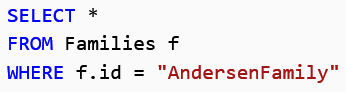 SELECT *
FROM Families f
WHERE f.id = "AndersenFamily"